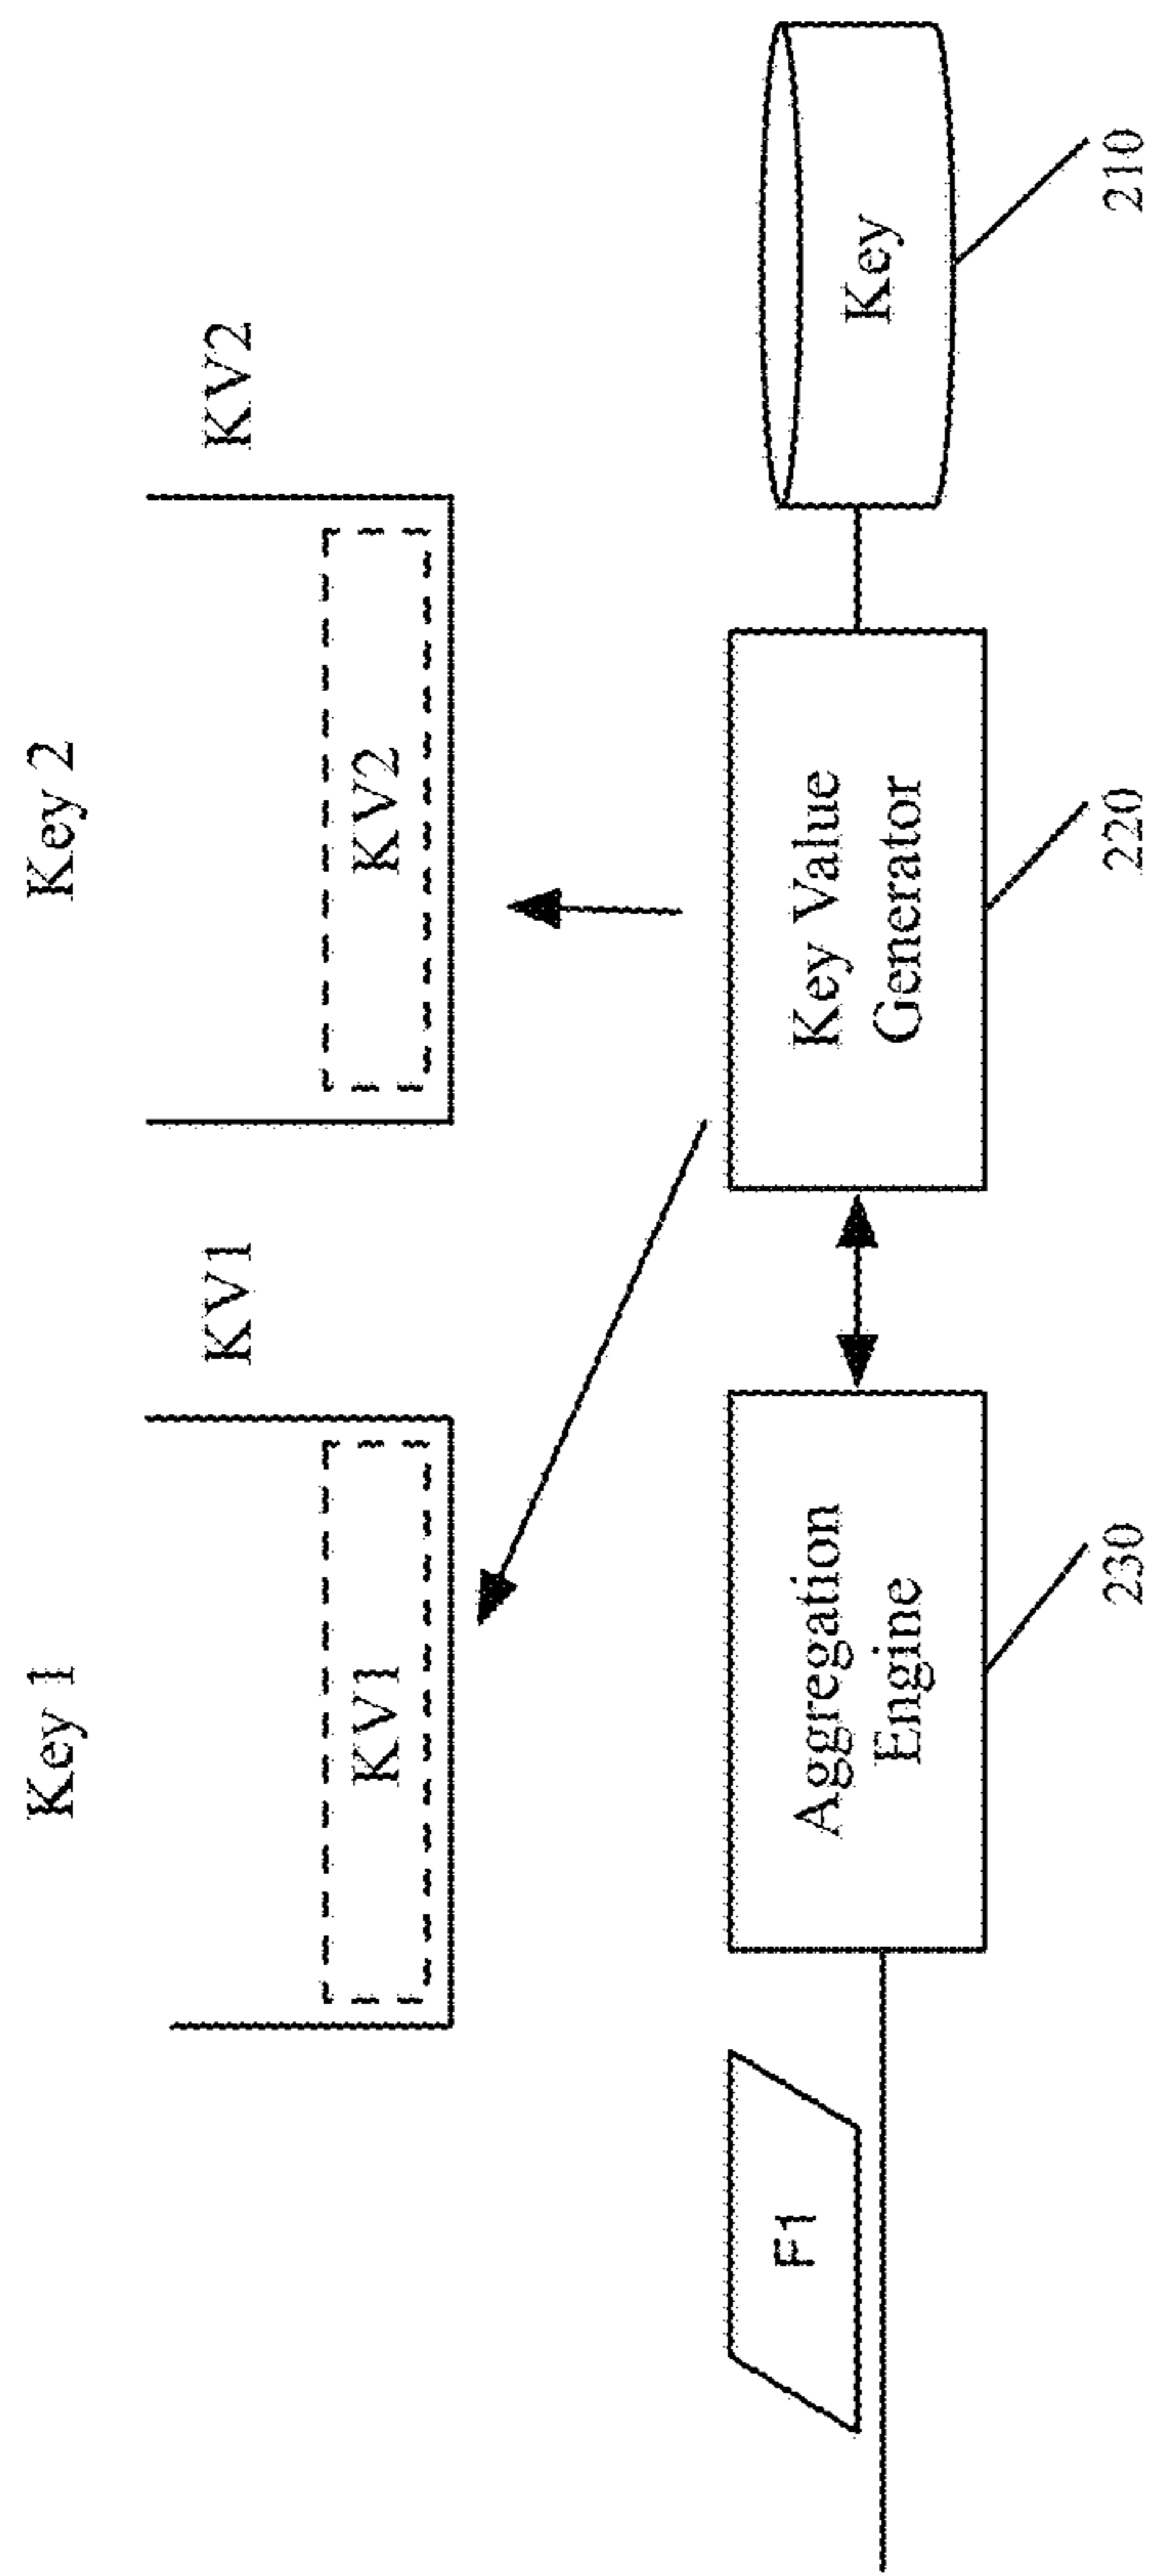 Key 1
Key 2
KV1
KV2
KV1
KV2
F1
Aggregation
Engine
Key Value
Generator
Key
230
220
210